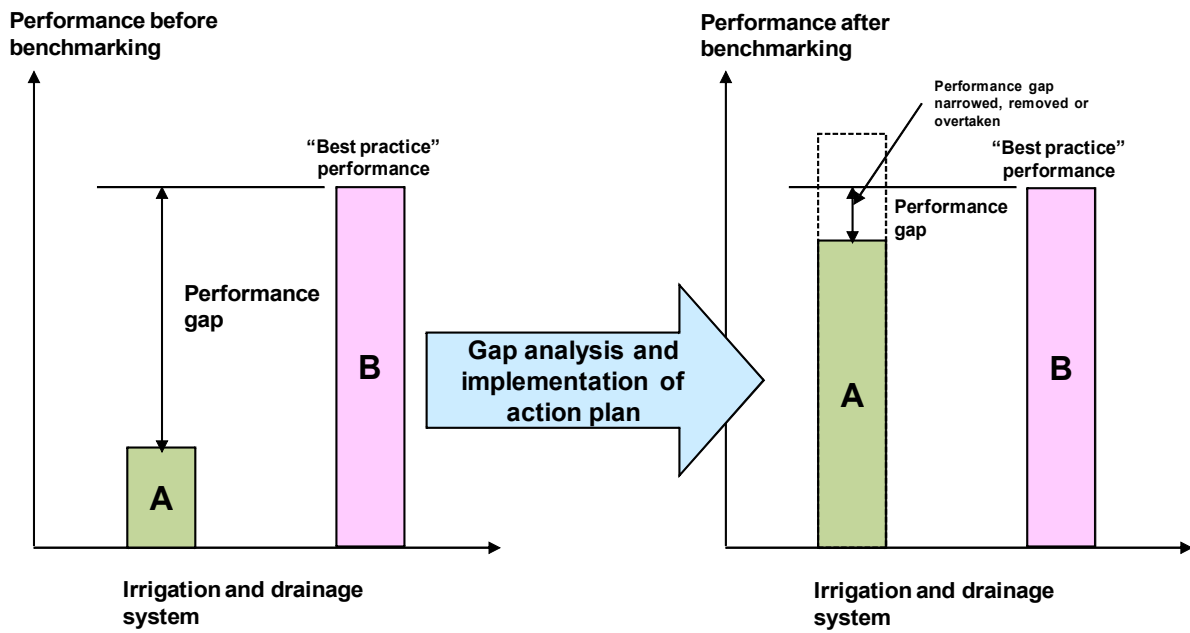 Performance before
benchmarking
“Best practice”
performance
Performance
gap
A
B
Irrigation and drainage
system
Gap analysis and
implementation of
action plan
Performance after
benchmarking
Performance gap
narrowed, removed or
overtaken
“Best practice”
performance
Performance
gap
A
B
Irrigation and drainage
system